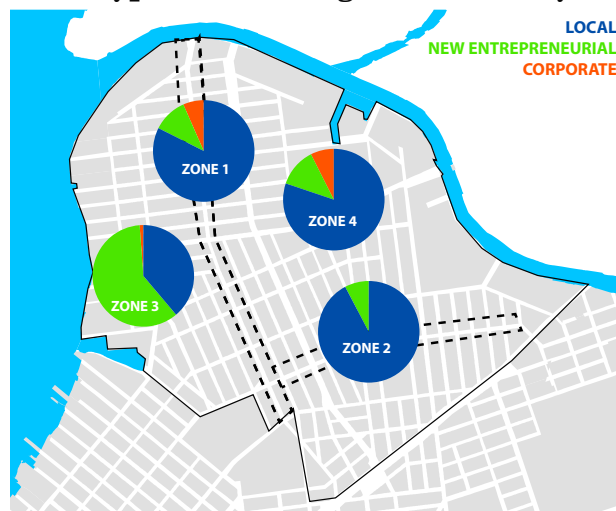 LOCAL
NEW ENTREPRENEURIAL
CORPORATE
ZONE 1
ZONE 4
ZONE 3
ZONE 2